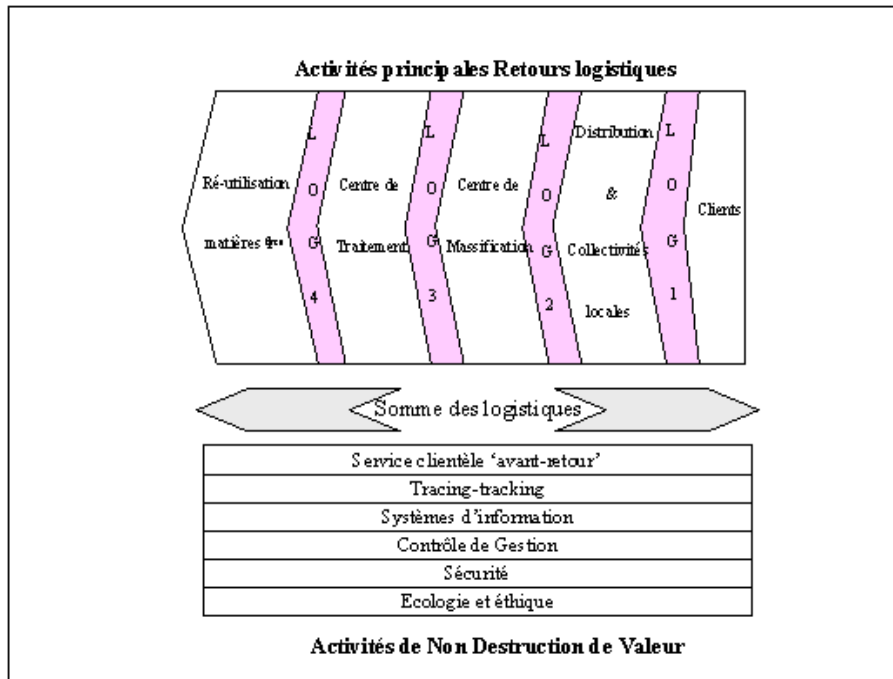 Activités principales Retours logistiques
Ré-utilisation
matières
L
O
G
4
Centre de
Traitement
L
O
G
3
Centre de
Massification
L
O
G
2
Distribution
&
Collectivités
locales
L
O
G
1
Clients
Somme des logistiques
Service clientèle ‘avant-retour’
Tracing-tracking
Systèmes d’information
Contrôle de Gestion
Sécurité
Ecologie et éthique
Activités de Non Destruction de Valeur